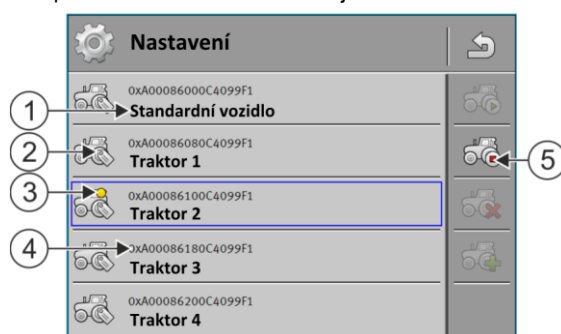 Nastavení
0xA00086000C4099F1
1
Standardní vozidlo
2
0xA00086080C4099F1
Traktor 1
5
3
0xA00086100C4099F1
Traktor 2
4
0xA00086180C4099F1
Traktor 3
0xA00086200C4099F1
Traktor 4